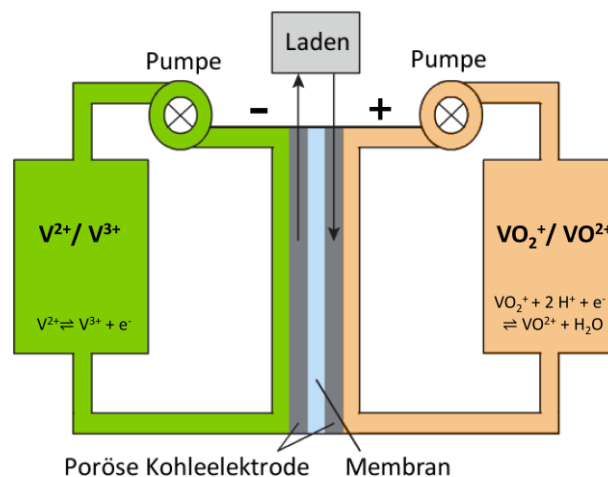 Laden
Pumpe
Pumpe
-
+
V²⁺/ V³⁺
VO₂⁺/ VO²⁺
V²⁺ ⇌ V³⁺ + e⁻
VO₂⁺ + 2 H⁺ + e⁻
⇌ VO²⁺ + H₂O
Poröse Kohleelektrode
Membran